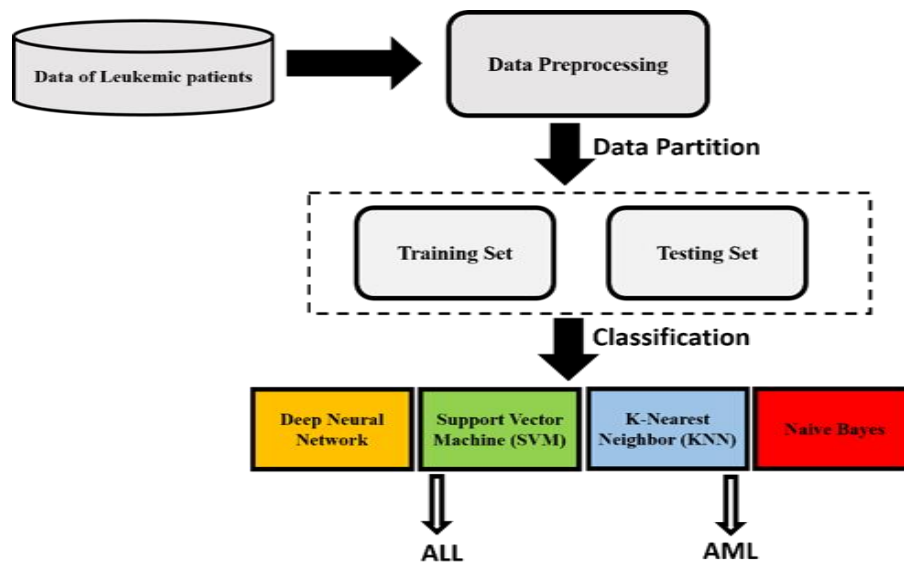 Data of Leukemic patients
Data Preprocessing
Data Partition
Training Set
Testing Set
Classification
Deep Neural
Network
Support Vector
Machine (SVM)
K-Nearest
Neighbor (KNN)
Naive Bayes
ALL
AML